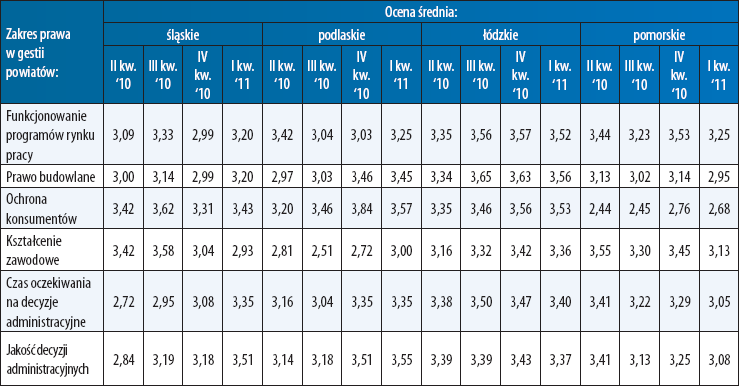 Zakres prawa
w gestii
powiatów:
Ocena średnia:
śląskie podlaskie łódzkie pomorskie
II kw. ‘10 III kw. ‘10 IV kw. ‘10 I kw. ‘11 II kw. ‘10 III kw. ‘10 IV kw. ‘10 I kw. ‘11 II kw. ‘10 III kw. ‘10 IV kw. ‘10 I kw. ‘11 II kw. ‘10 III kw. ‘10 IV kw. ‘10 I kw. ‘11
Funkcjonowanie
programów rynku
pracy
3,09 3,33 2,99 3,20 3,42 3,04 3,03 3,25 3,35 3,56 3,57 3,52 3,44 3,23 3,53 3,25
Prawo budowlane 3,00 3,14 2,99 3,20 2,97 3,03 3,46 3,45 3,34 3,65 3,63 3,56 3,13 3,02 3,14 2,95
Ochrona
konsumentów
3,42 3,62 3,31 3,43 3,20 3,46 3,84 3,57 3,35 3,46 3,56 3,53 2,44 2,45 2,76 2,68
Kształcenie
zawodowe
3,42 3,58 3,04 2,93 2,81 2,51 2,72 3,00 3,16 3,32 3,42 3,36 3,55 3,30 3,45 3,13
Czas oczekiwania
na decyzje
administracyjne
2,72 2,95 3,08 3,35 3,16 3,04 3,35 3,35 3,38 3,50 3,47 3,40 3,41 3,22 3,29 3,05
Jakość decyzji
administracyjnych
2,84 3,19 3,18 3,51 3,14 3,18 3,51 3,55 3,39 3,39 3,43 3,37 3,41 3,13 3,25 3,08